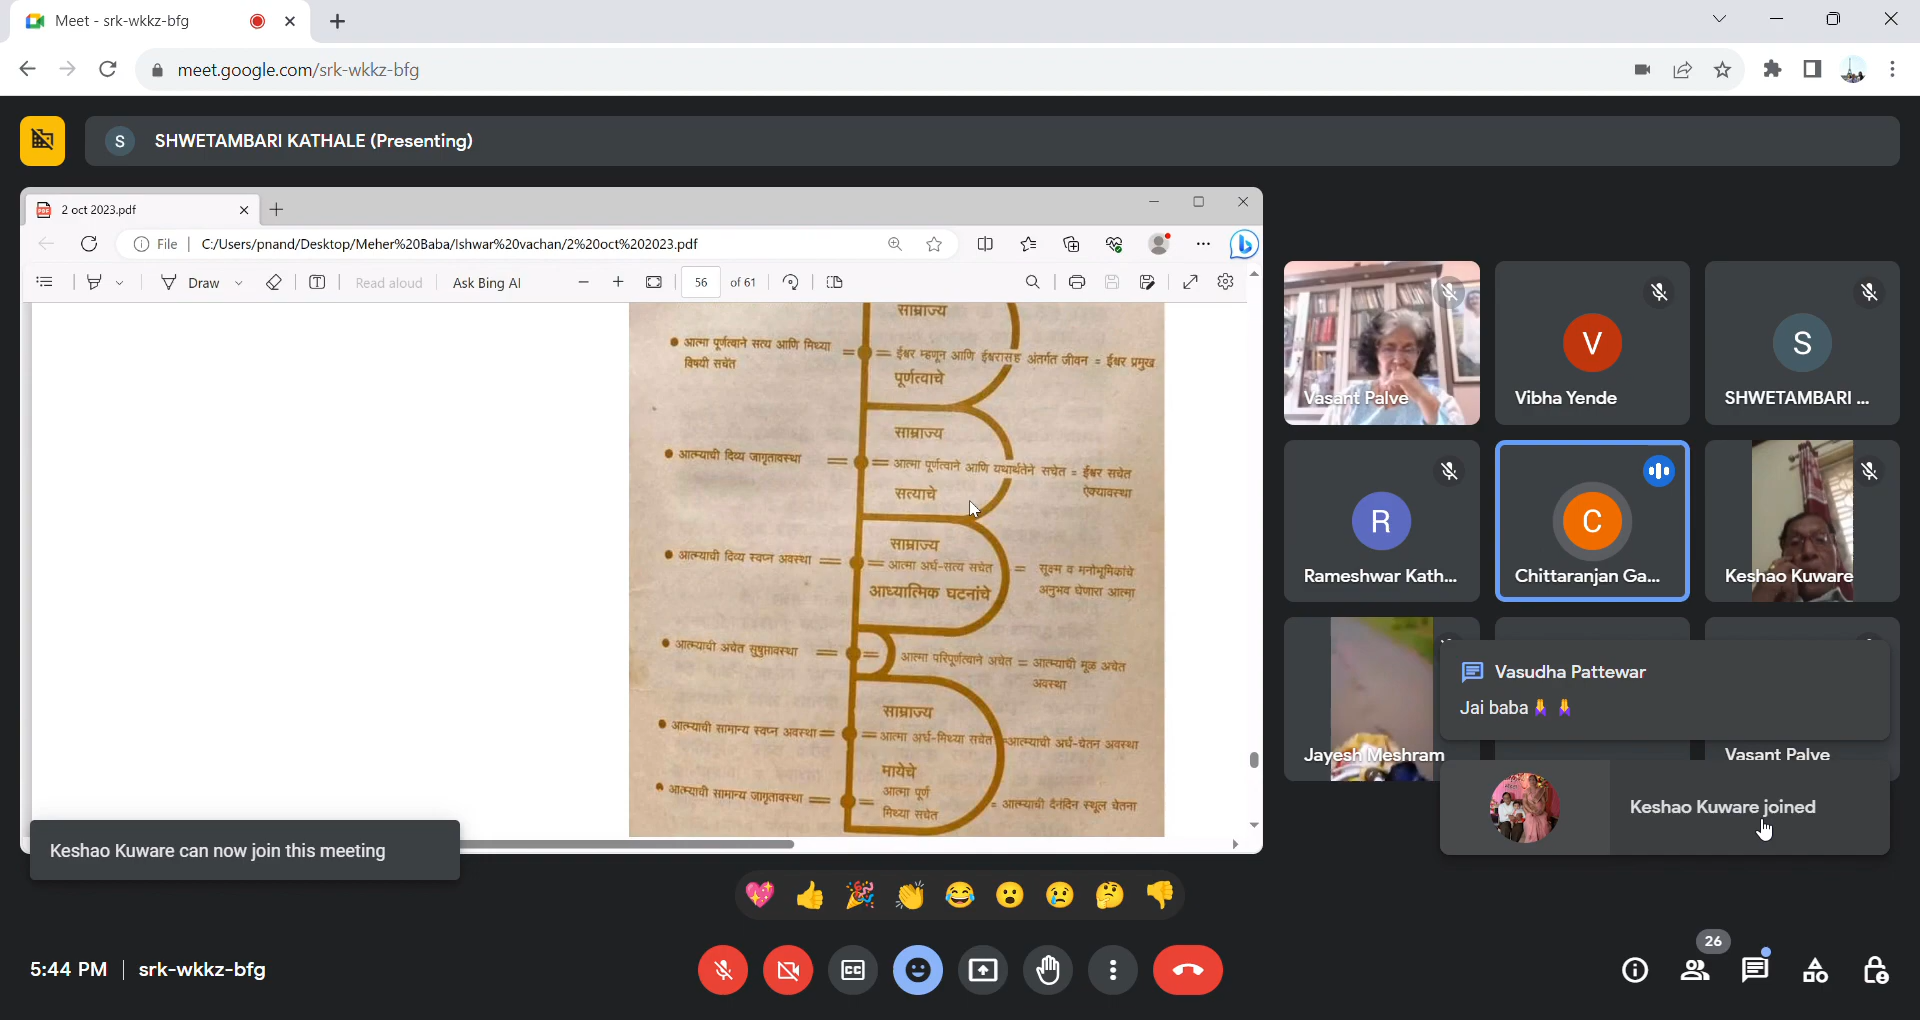 Meet - srk-wkkz-bfg
meet.google.com/srk-wkkz-bfg
S SHWETAMBARI KATHALE (Presenting)
2 oct 2023.pdf
File C:/Users/pnand/Desktop/Meher%20Baba/Ishwar%20vachan/2%20oct%202023.pdf
Draw Read aloud Ask Bing AI 56 of 61
साम्राज्य
आत्मा पूर्णत्वाने सत्य आणि मिथ्या = = ईश्वर म्हणून आणि ईश्वरासह अंतर्गत जीवन = ईश्वर प्रमुख
विषयी सचेत
पूर्णत्वाचे
साम्राज्य
आत्म्याची दिव्य जागृतावस्था = = आत्मा पूर्णत्वाने आणि यथार्थतेने सचेत = ईश्वर सचेत
सत्याचे ऐक्यावस्था
साम्राज्य
आत्म्याची दिव्य स्वप्न अवस्था = = आत्मा अर्ध-सत्य सचेत = सूक्ष्म व मनोभूमिकांचे
आध्यात्मिक घटनांचे अनुभव घेणारा आत्मा
आत्म्याची अचेत सुषुप्तावस्था = = आत्मा परिपूर्णत्वाने अचेत = आत्म्याची मूळ अचेत
अवस्था
साम्राज्य
आत्म्याची सामान्य स्वप्न अवस्था = = आत्मा अर्ध-मिथ्या सचेत = आत्म्याची अर्ध-चेतन अवस्था
मायेचे
आत्म्याची सामान्य जागृतावस्था = = आत्मा पूर्ण
मिथ्या सचेत = आत्म्याची दैनंदिन स्थूल चेतना
Vasant Palve
V
Vibha Yende
S
SHWETAMBARI ...
R
Rameshwar Kath...
C
Chittaranjan Ga...
Keshao Kuware
Jayesh Meshram
Vasant Palve
Vasudha Pattewar
Jai baba
Keshao Kuware joined
Keshao Kuware can now join this meeting
5:44 PM srk-wkkz-bfg
26